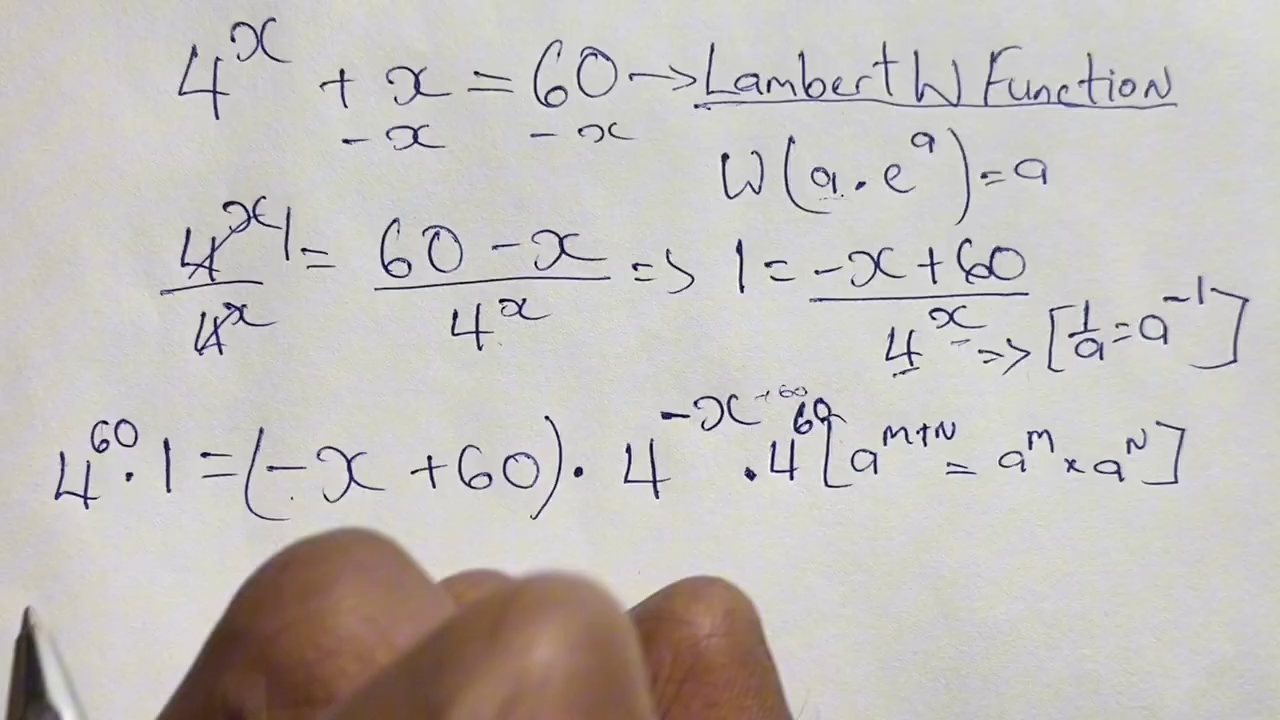 4^x + x = 60 → Lambert W Function
-x -x W(a.e^a) = a
4^x 1 = 60 - x => 1 = -x + 60
4^x 4^x 4^x => [1/a = a^-1]
4^60 . 1 = (-x + 60) . 4^-x+60 . 4^60 [a^m+N = a^m × a^N]